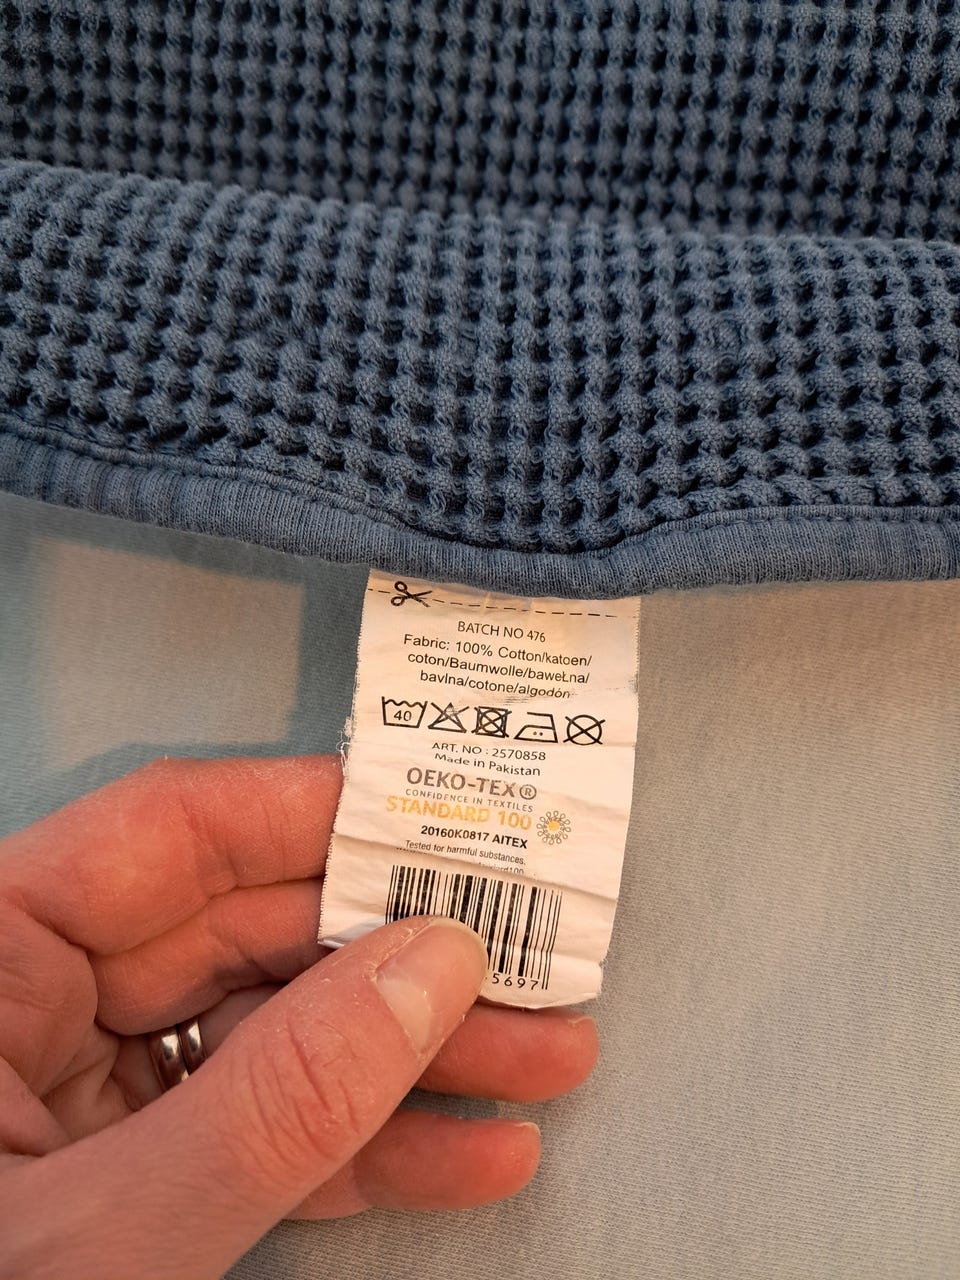 BATCH NO 476
Fabric: 100% Cotton/katoen/
coton/Baumwolle/bawełna/
bavlna/cotone/algodón
40
ART. NO : 2570858
Made in Pakistan
OEKO-TEX®
CONFIDENCE IN TEXTILES
STANDARD 100
20160K0817 AITEX
Tested for harmful substances.
5697